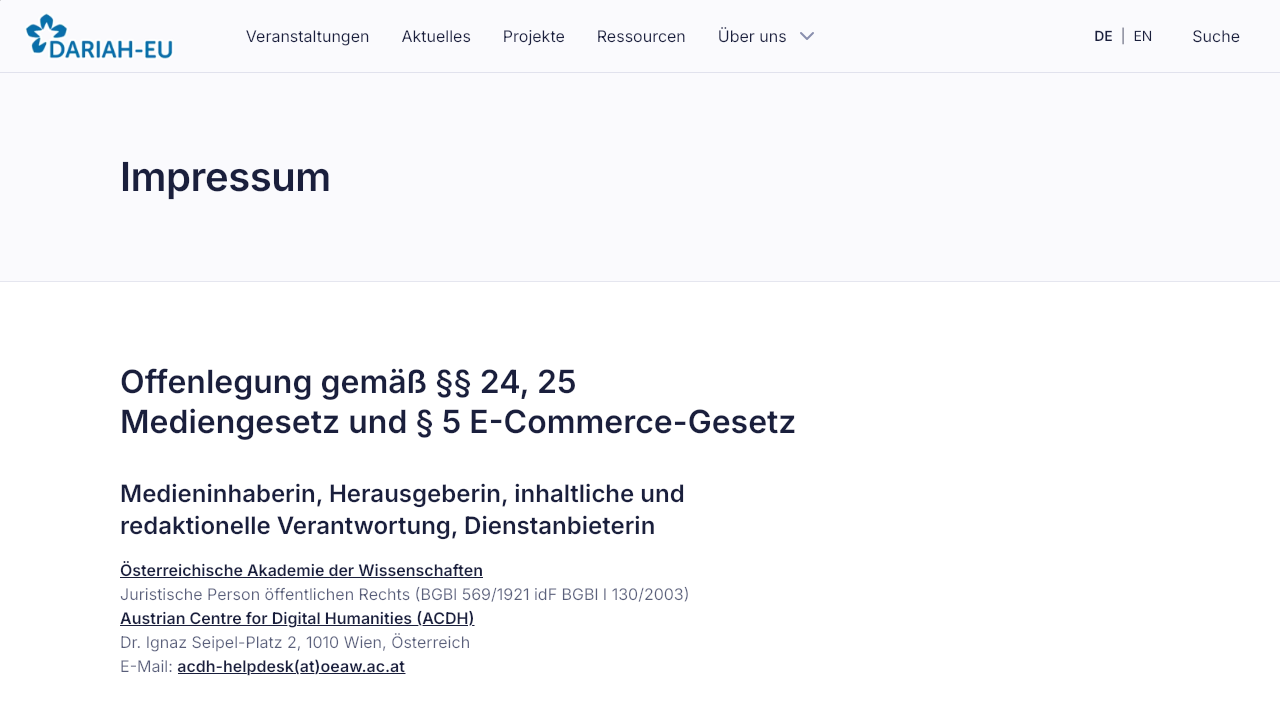 DARIAH-EU
Veranstaltungen
Aktuelles
Projekte
Ressourcen
Über uns
DE | EN
Suche
Impressum
Offenlegung gemäß §§ 24, 25
Mediengesetz und § 5 E-Commerce-Gesetz
Medieninhaberin, Herausgeberin, inhaltliche und
redaktionelle Verantwortung, Dienstanbieterin
Österreichische Akademie der Wissenschaften
Juristische Person öffentlichen Rechts (BGBl 569/1921 idF BGBl I 130/2003)
Austrian Centre for Digital Humanities (ACDH)
Dr. Ignaz Seipel-Platz 2, 1010 Wien, Österreich
E-Mail: acdh-helpdesk(at)oeaw.ac.at